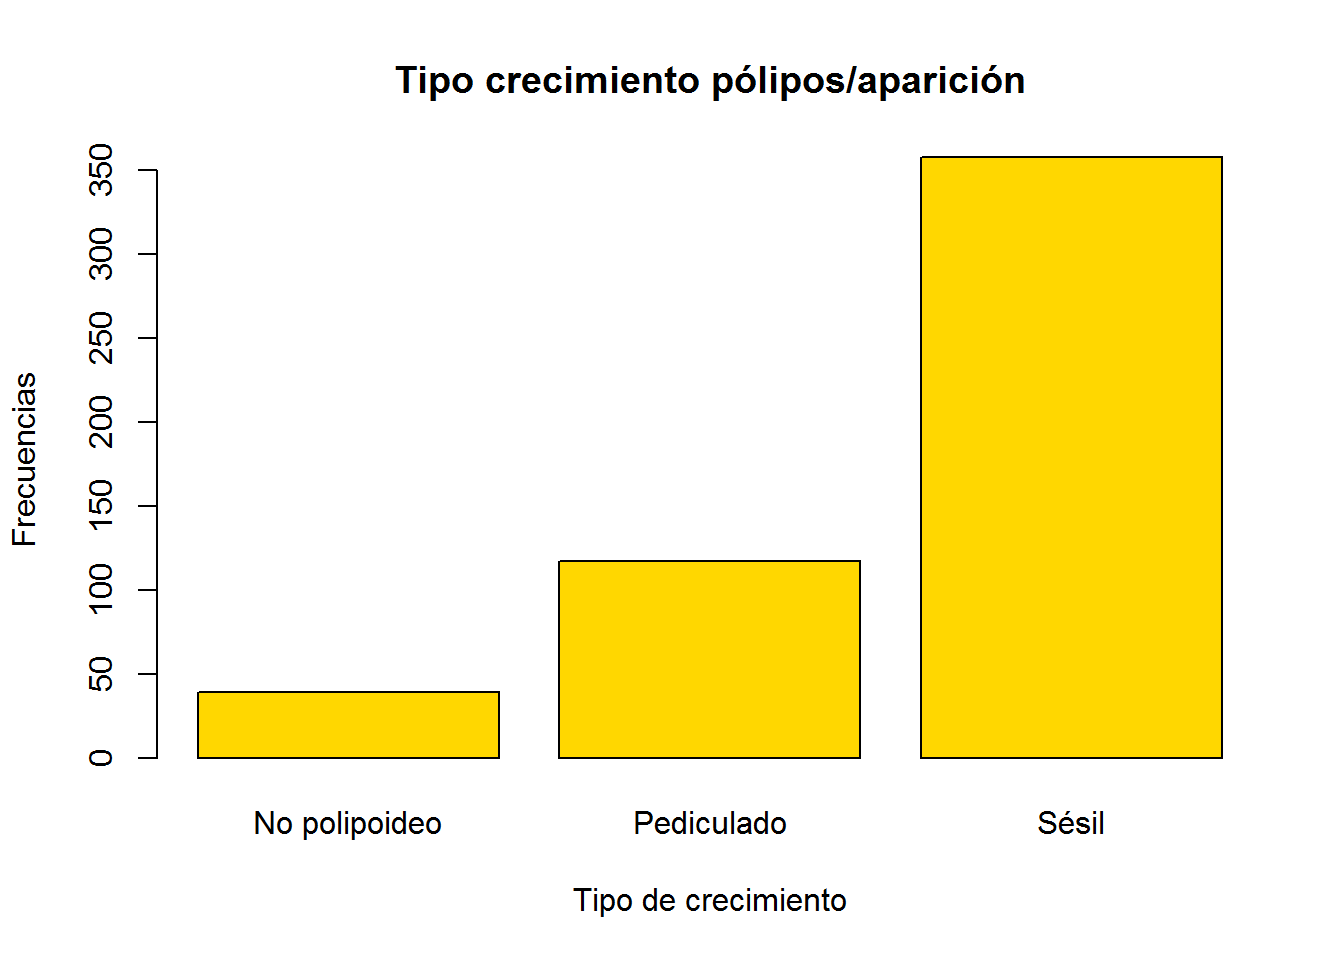 Tipo crecimiento pólipos/aparición
Frecuencias
350
300
250
200
150
100
50
0
No polipoideo
Pediculado
Sésil
Tipo de crecimiento